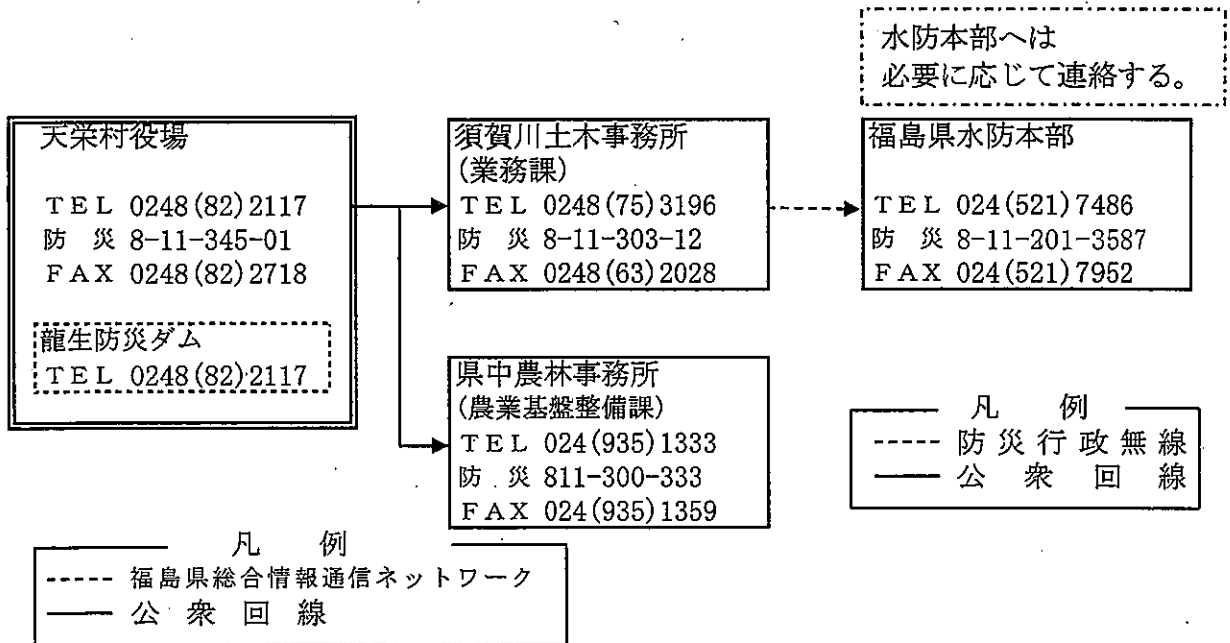 水防本部へは
必要に応じて連絡する。
天栄村役場
TEL 0248(82)2117
防 災 8-11-345-01
FAX 0248(82)2718
龍生防災ダム
TEL 0248(82)2117
須賀川土木事務所
(業務課)
TEL 0248(75)3196
防 災 8-11-303-12
FAX 0248(63)2028
福島県水防本部
TEL 024(521)7486
防 災 8-11-201-3587
FAX 024(521)7952
県中農林事務所
(農業基盤整備課)
TEL 024(935)1333
防 災 811-300-333
FAX 024(935)1359
凡 例
防災行政無線
公 衆 回 線
凡 例
福島県総合情報通信ネットワーク
公 衆 回 線